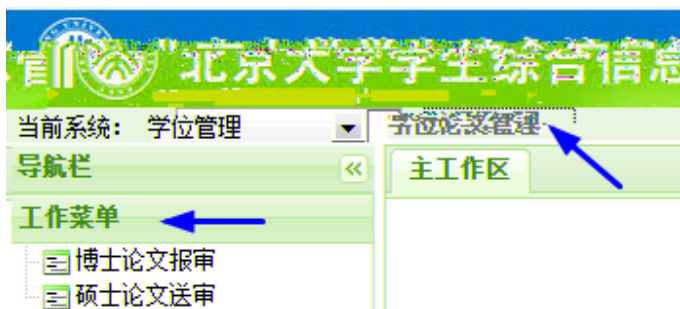 北京大学学生综合信息
当前系统： 学位管理 学位论文管理
导航栏 主工作区
工作菜单
博士论文报审
硕士论文送审